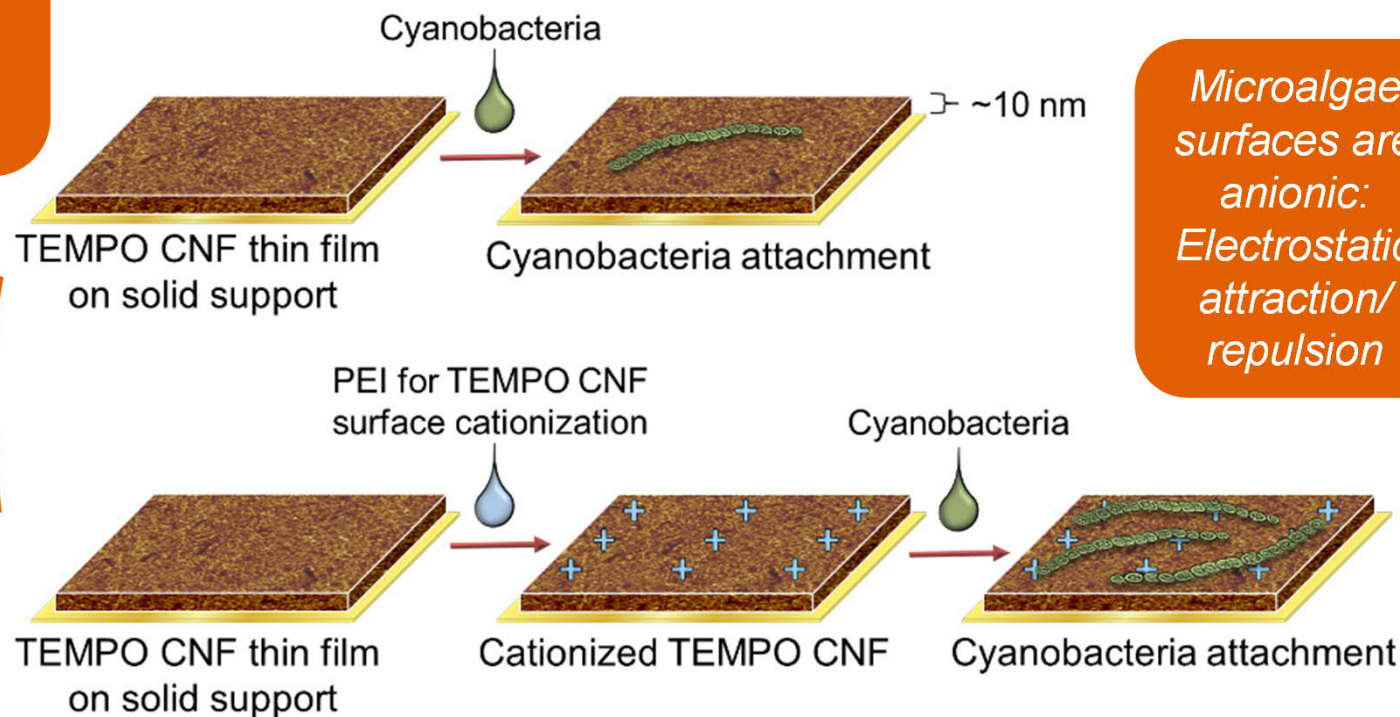 Cyanobacteria
~10 nm
TEMPO CNF thin film
on solid support
Cyanobacteria attachment
Microalgae
surfaces are
anionic:
Electrostatic
attraction/
repulsion
PEI for TEMPO CNF
surface cationization
Cyanobacteria
TEMPO CNF thin film
on solid support
Cationized TEMPO CNF
Cyanobacteria attachment